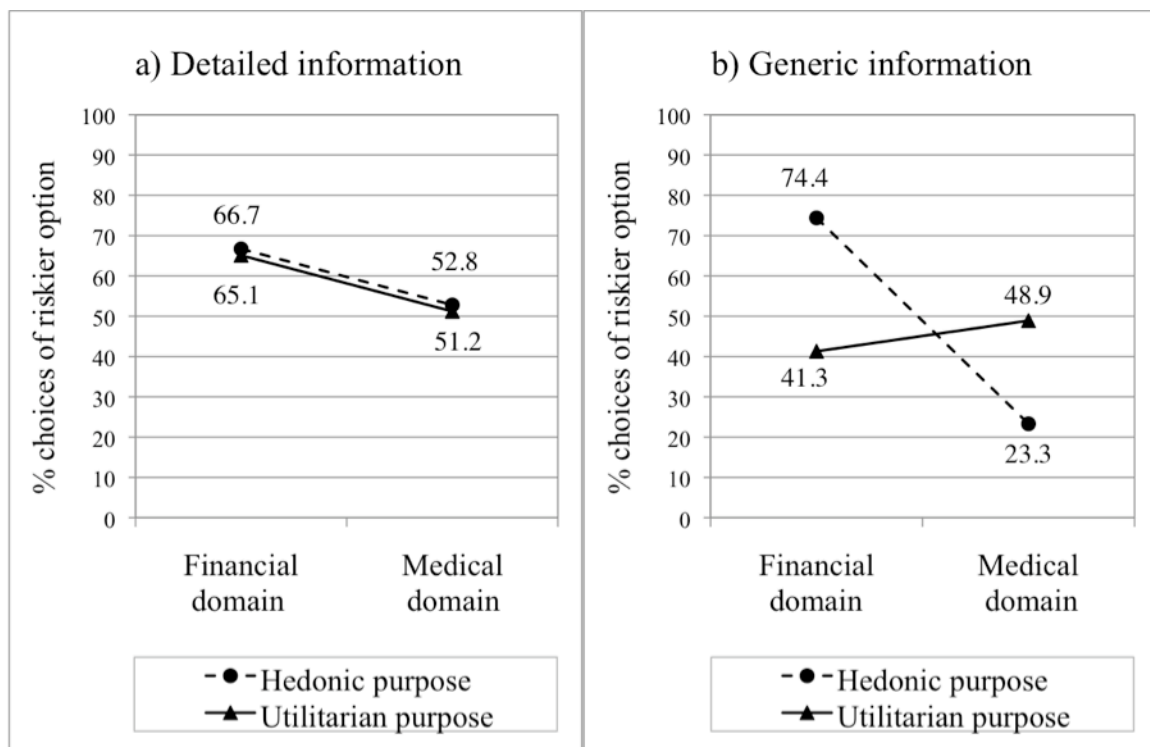 a) Detailed information
% choices of riskier option
100
90
80
70
60
50
40
30
20
10
0
66.7
65.1
52.8
51.2
Financial
domain
Medical
domain
Hedonic purpose
Utilitarian purpose
b) Generic information
% choices of riskier option
100
90
80
70
60
50
40
30
20
10
0
74.4
41.3
48.9
23.3
Financial
domain
Medical
domain
Hedonic purpose
Utilitarian purpose